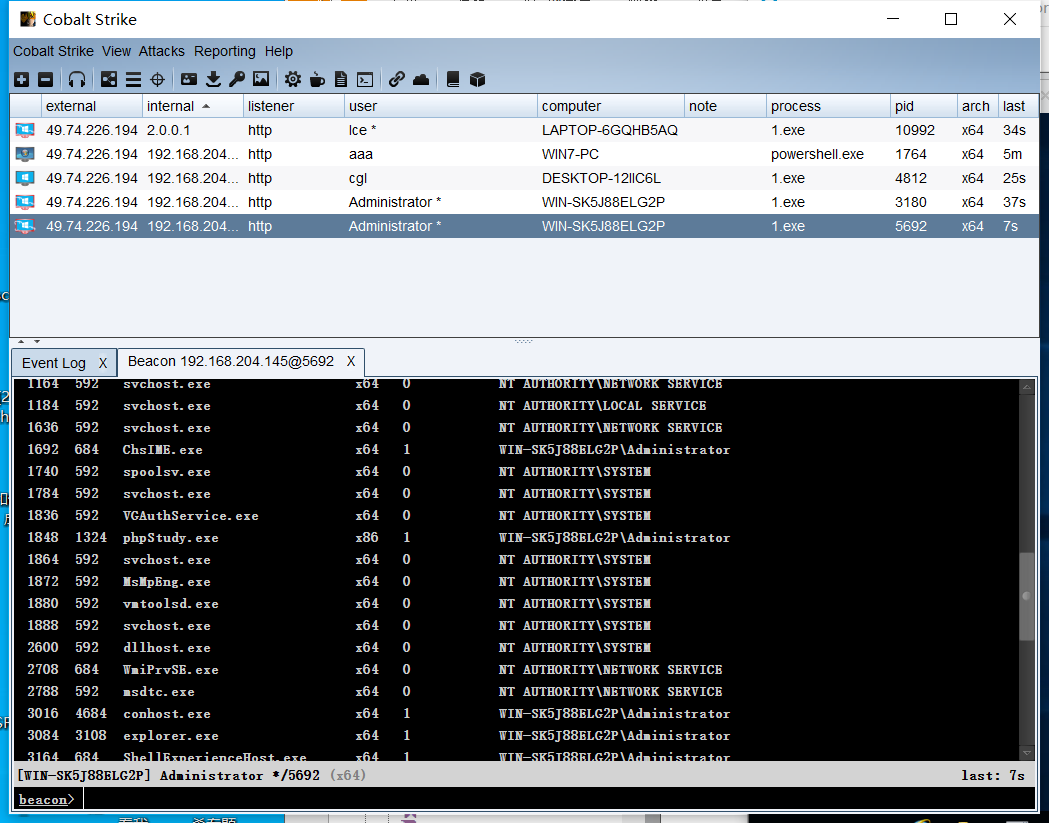 Cobalt Strike
Cobalt Strike View Attacks Reporting Help
external internal listener user computer note process pid arch last
49.74.226.194 2.0.0.1 http Ice * LAPTOP-6GQHB5AQ 1.exe 10992 x64 34s
49.74.226.194 192.168.204... http aaa WIN7-PC powershell.exe 1764 x64 5m
49.74.226.194 192.168.204... http cgl DESKTOP-12IIC6L 1.exe 4812 x64 25s
49.74.226.194 192.168.204... http Administrator * WIN-SK5J88ELG2P 1.exe 3180 x64 37s
49.74.226.194 192.168.204... http Administrator * WIN-SK5J88ELG2P 1.exe 5692 x64 7s
Event Log X Beacon 192.168.204.145@5692 X
1164 592 svchost.exe x64 0 NT AUTHORITY\NETWORK SERVICE
1184 592 svchost.exe x64 0 NT AUTHORITY\LOCAL SERVICE
1636 592 svchost.exe x64 0 NT AUTHORITY\NETWORK SERVICE
1692 684 ChsIME.exe x64 1 WIN-SK5J88ELG2P\Administrator
1740 592 spoolsv.exe x64 0 NT AUTHORITY\SYSTEM
1784 592 svchost.exe x64 0 NT AUTHORITY\SYSTEM
1836 592 VGAuthService.exe x64 0 NT AUTHORITY\SYSTEM
1848 1324 phpStudy.exe x86 1 WIN-SK5J88ELG2P\Administrator
1864 592 svchost.exe x64 0 NT AUTHORITY\SYSTEM
1872 592 MsMpEng.exe x64 0 NT AUTHORITY\SYSTEM
1880 592 vmtoolsd.exe x64 0 NT AUTHORITY\SYSTEM
1888 592 svchost.exe x64 0 NT AUTHORITY\SYSTEM
2600 592 dllhost.exe x64 0 NT AUTHORITY\SYSTEM
2708 684 WmiPrvSE.exe x64 0 NT AUTHORITY\NETWORK SERVICE
2788 592 msdtc.exe x64 0 NT AUTHORITY\NETWORK SERVICE
3016 4684 conhost.exe x64 1 WIN-SK5J88ELG2P\Administrator
3084 3108 explorer.exe x64 1 WIN-SK5J88ELG2P\Administrator
3164 684 ShellExperienceHost.exe x64 1 WIN-SK5J88ELG2P\Administrator
[WIN-SK5J88ELG2P] Administrator */5692 (x64) last: 7s
beacon>